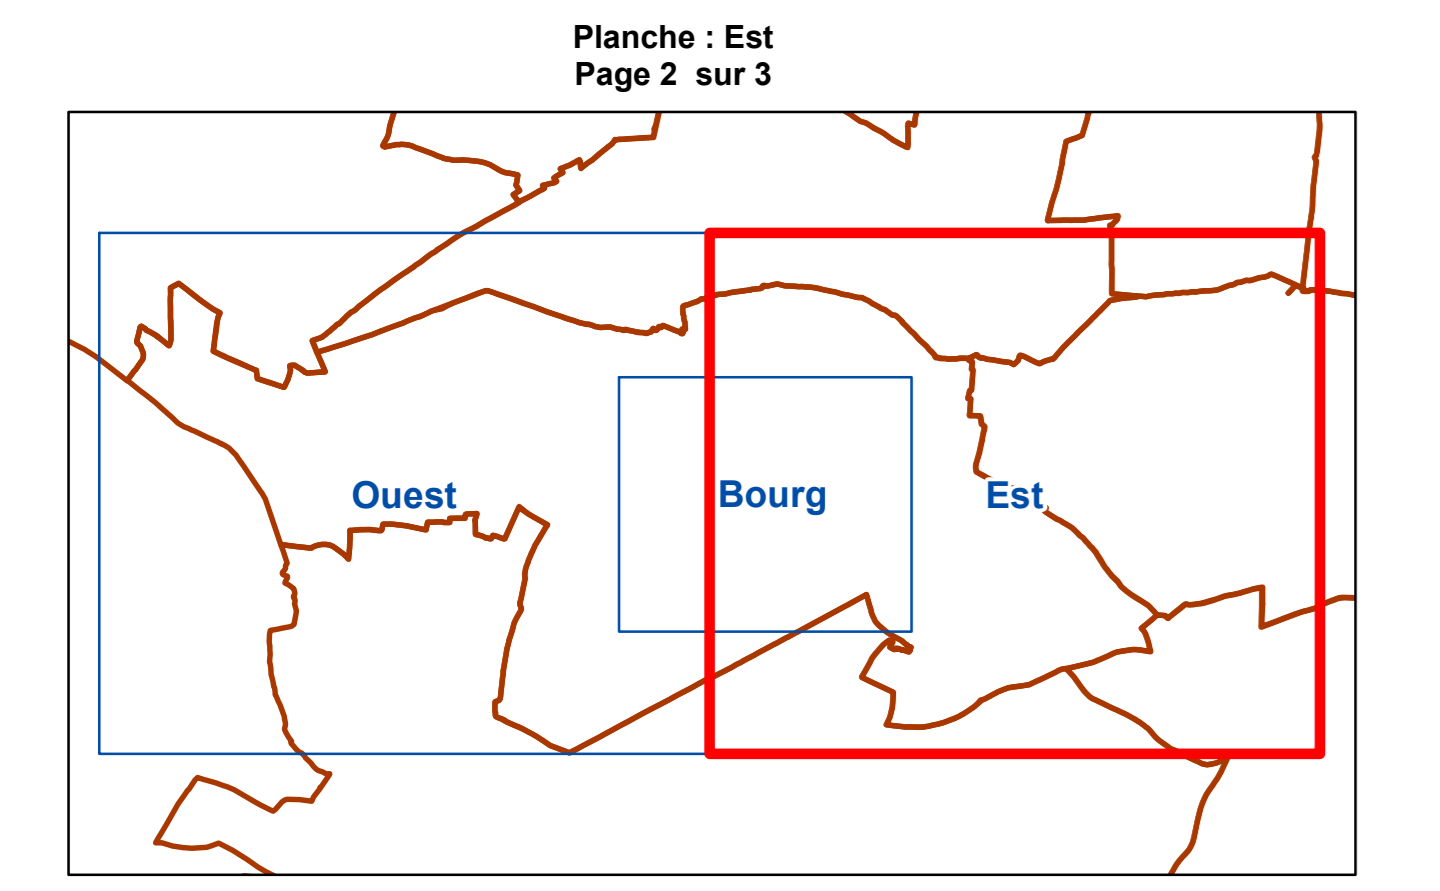 Planche : Est
Page 2 sur 3
Ouest
Bourg
Est